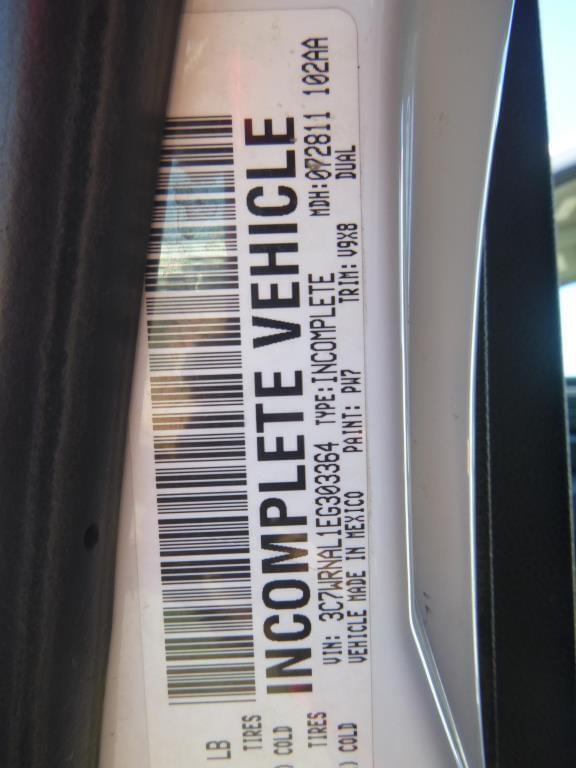 LB
TIRES
) COLD
TIRES
) COLD
INCOMPLETE VEHICLE
VIN: 3C7WRNAL1EG303364 TYPE:INCOMPLETE MDH:072811 102AA
VEHICLE MADE IN MEXICO PAINT: PW7 TRIM: V9X8 DUAL